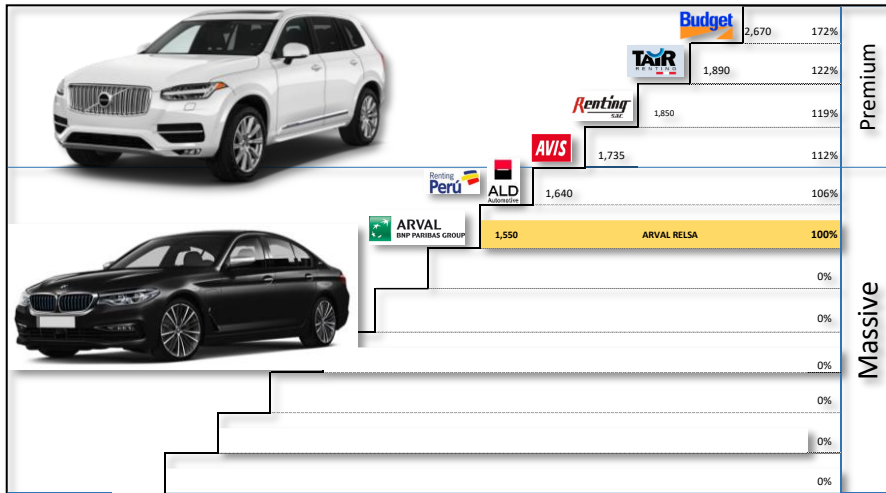 Budget
2,670 172%
TAIR
RENTING
1,890 122%
Renting
sac
1,850 119%
AVIS
1,735 112%
Premium
Renting
Perú
ALD
Automotive
1,640 106%
ARVAL
BNP PARIBAS GROUP
1,550 ARVAL RELSA 100%
0%
0%
0%
0%
0%
0%
Massive